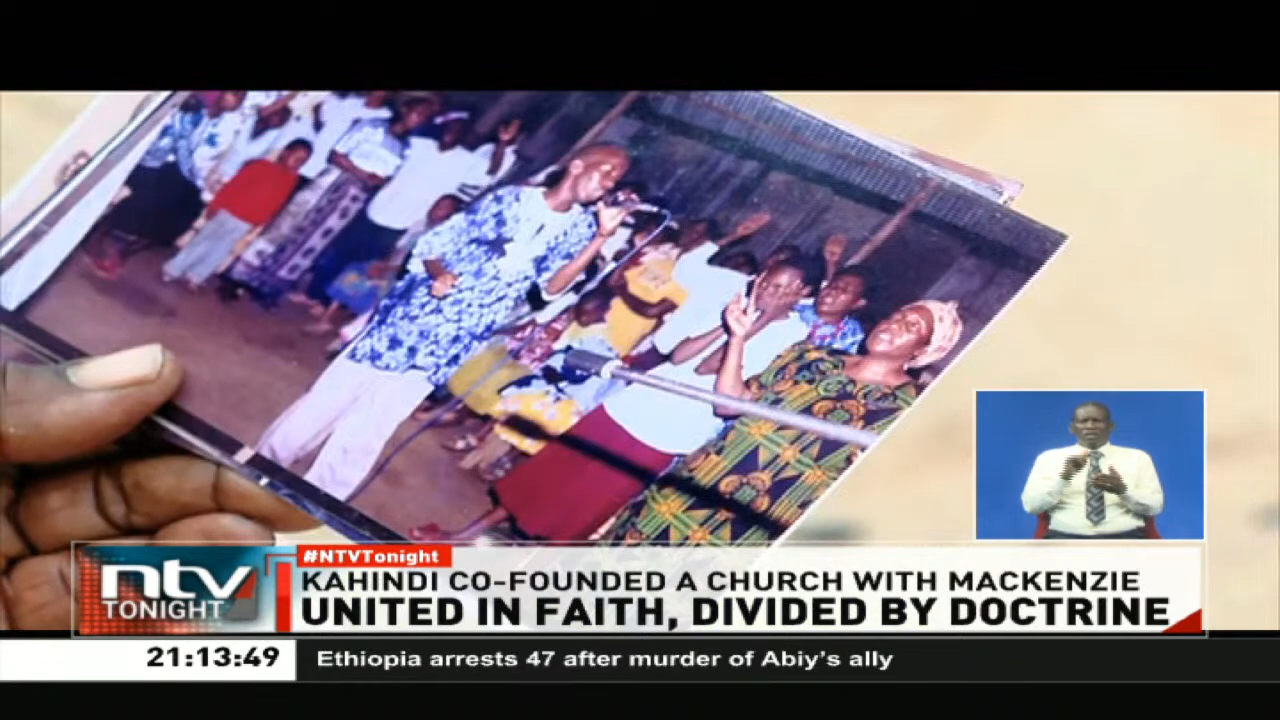 #NTVTonight
ntv
TONIGHT
KAHINDI CO-FOUNDED A CHURCH WITH MACKENZIE
UNITED IN FAITH, DIVIDED BY DOCTRINE
21:13:49
Ethiopia arrests 47 after murder of Abiy's ally